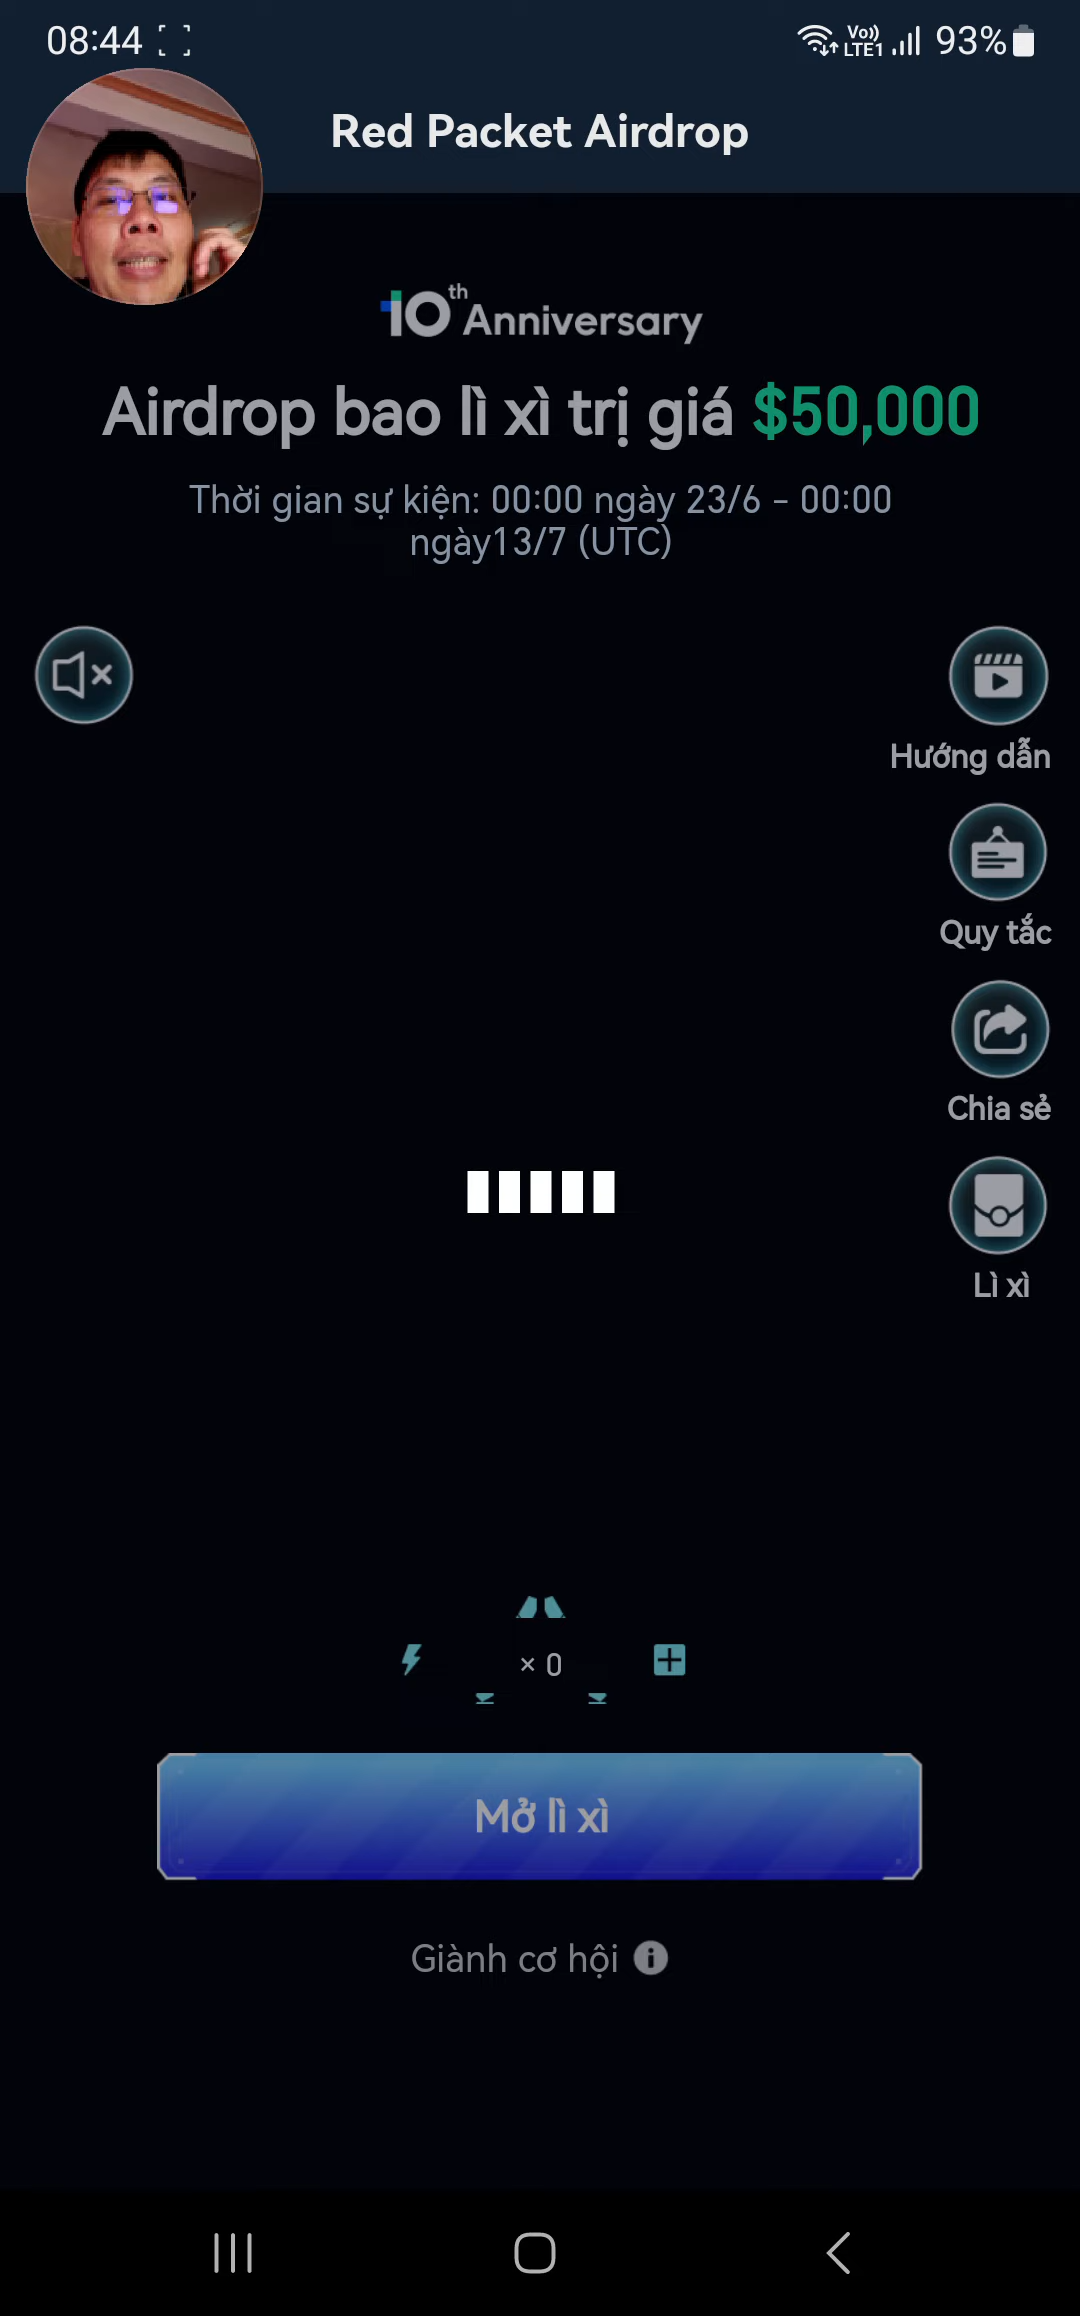 08:44
Vo))
LTE1
93%
Red Packet Airdrop
10th Anniversary
Airdrop bao lì xì trị giá $50,000
Thời gian sự kiện: 00:00 ngày 23/6 - 00:00
ngày13/7 (UTC)
Hướng dẫn
Quy tắc
Chia sẻ
Lì xì
× 0
Mở lì xì
Giành cơ hội